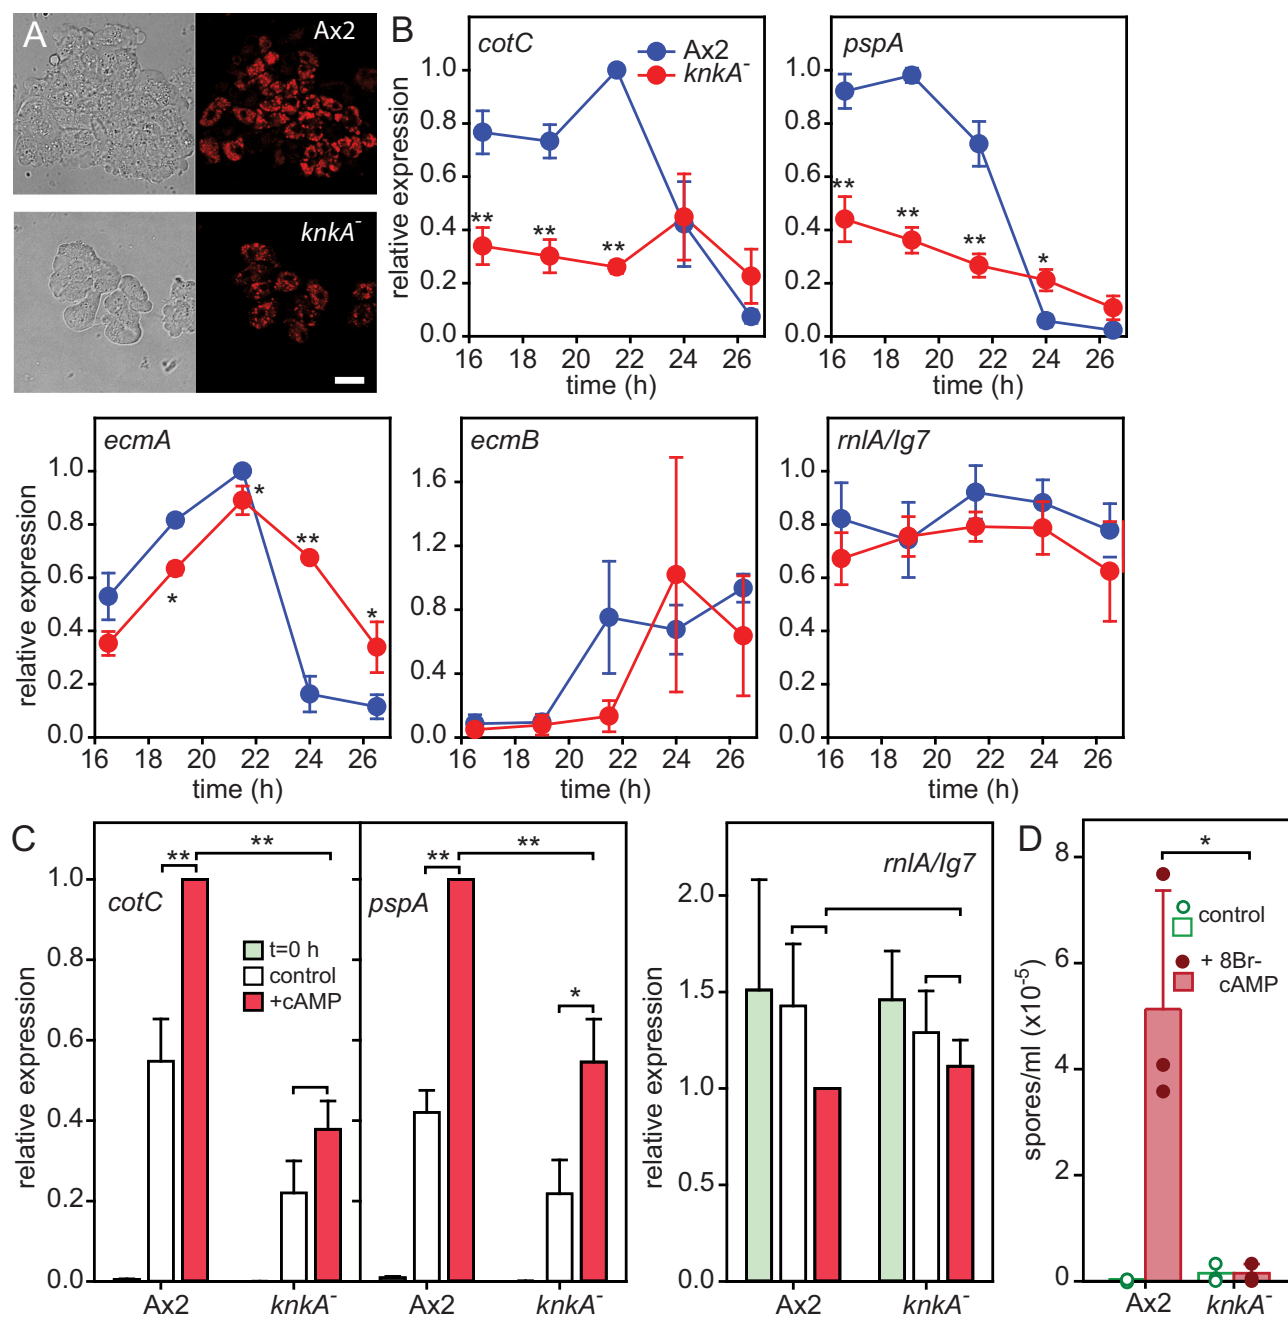 A
Ax2
knkA-
B
cotC
Ax2
knkA-
pspA
relative expression
1.0
0.8
0.6
0.4
0.2
0.0
** ** **
16 18 20 22 24 26
time (h)
1.0
0.8
0.6
0.4
0.2
0.0
** ** ** *
16 18 20 22 24 26
time (h)
ecmA
relative expression
1.0
0.8
0.6
0.4
0.2
0.0
* * ** *
16 18 20 22 24 26
time (h)
ecmB
1.6
1.2
0.8
0.4
0.0
16 18 20 22 24 26
time (h)
rnlA/Ig7
1.0
0.8
0.6
0.4
0.2
0.0
16 18 20 22 24 26
time (h)
C
relative expression
1.0
0.8
0.6
0.4
0.2
0.0
cotC
** **
t=0 h
control
+cAMP
Ax2 knkA-
pspA
** **
*
Ax2 knkA-
rnlA/Ig7
relative expression
2.0
1.5
1.0
0.5
0.0
Ax2 knkA-
D
spores/ml (x10-5)
8
6
4
2
0
*
control
+ 8Br-
cAMP
Ax2 knkA-